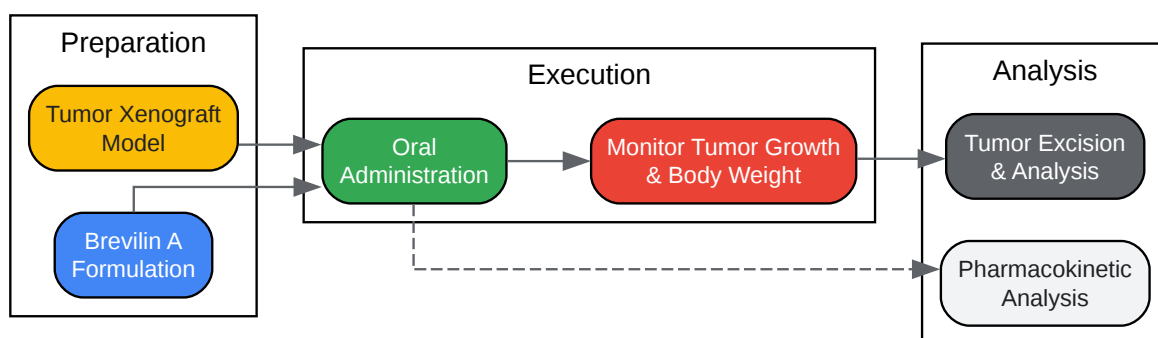 Preparation
Tumor Xenograft
Model
Brevilin A
Formulation
Execution
Oral
Administration
Monitor Tumor Growth
& Body Weight
Analysis
Tumor Excision
& Analysis
Pharmacokinetic
Analysis